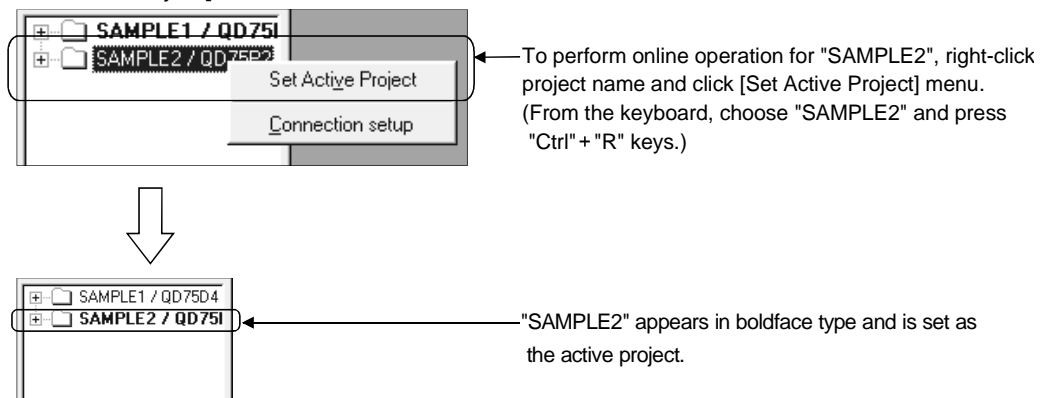 SAMPLE1 / QD75I
SAMPLE2 / QD75P2
Set Active Project
Connection setup
To perform online operation for "SAMPLE2", right-click
project name and click [Set Active Project] menu.
(From the keyboard, choose "SAMPLE2" and press
"Ctrl"+"R" keys.)
SAMPLE1 / QD75D4
SAMPLE2 / QD75I
"SAMPLE2" appears in boldface type and is set as
the active project.